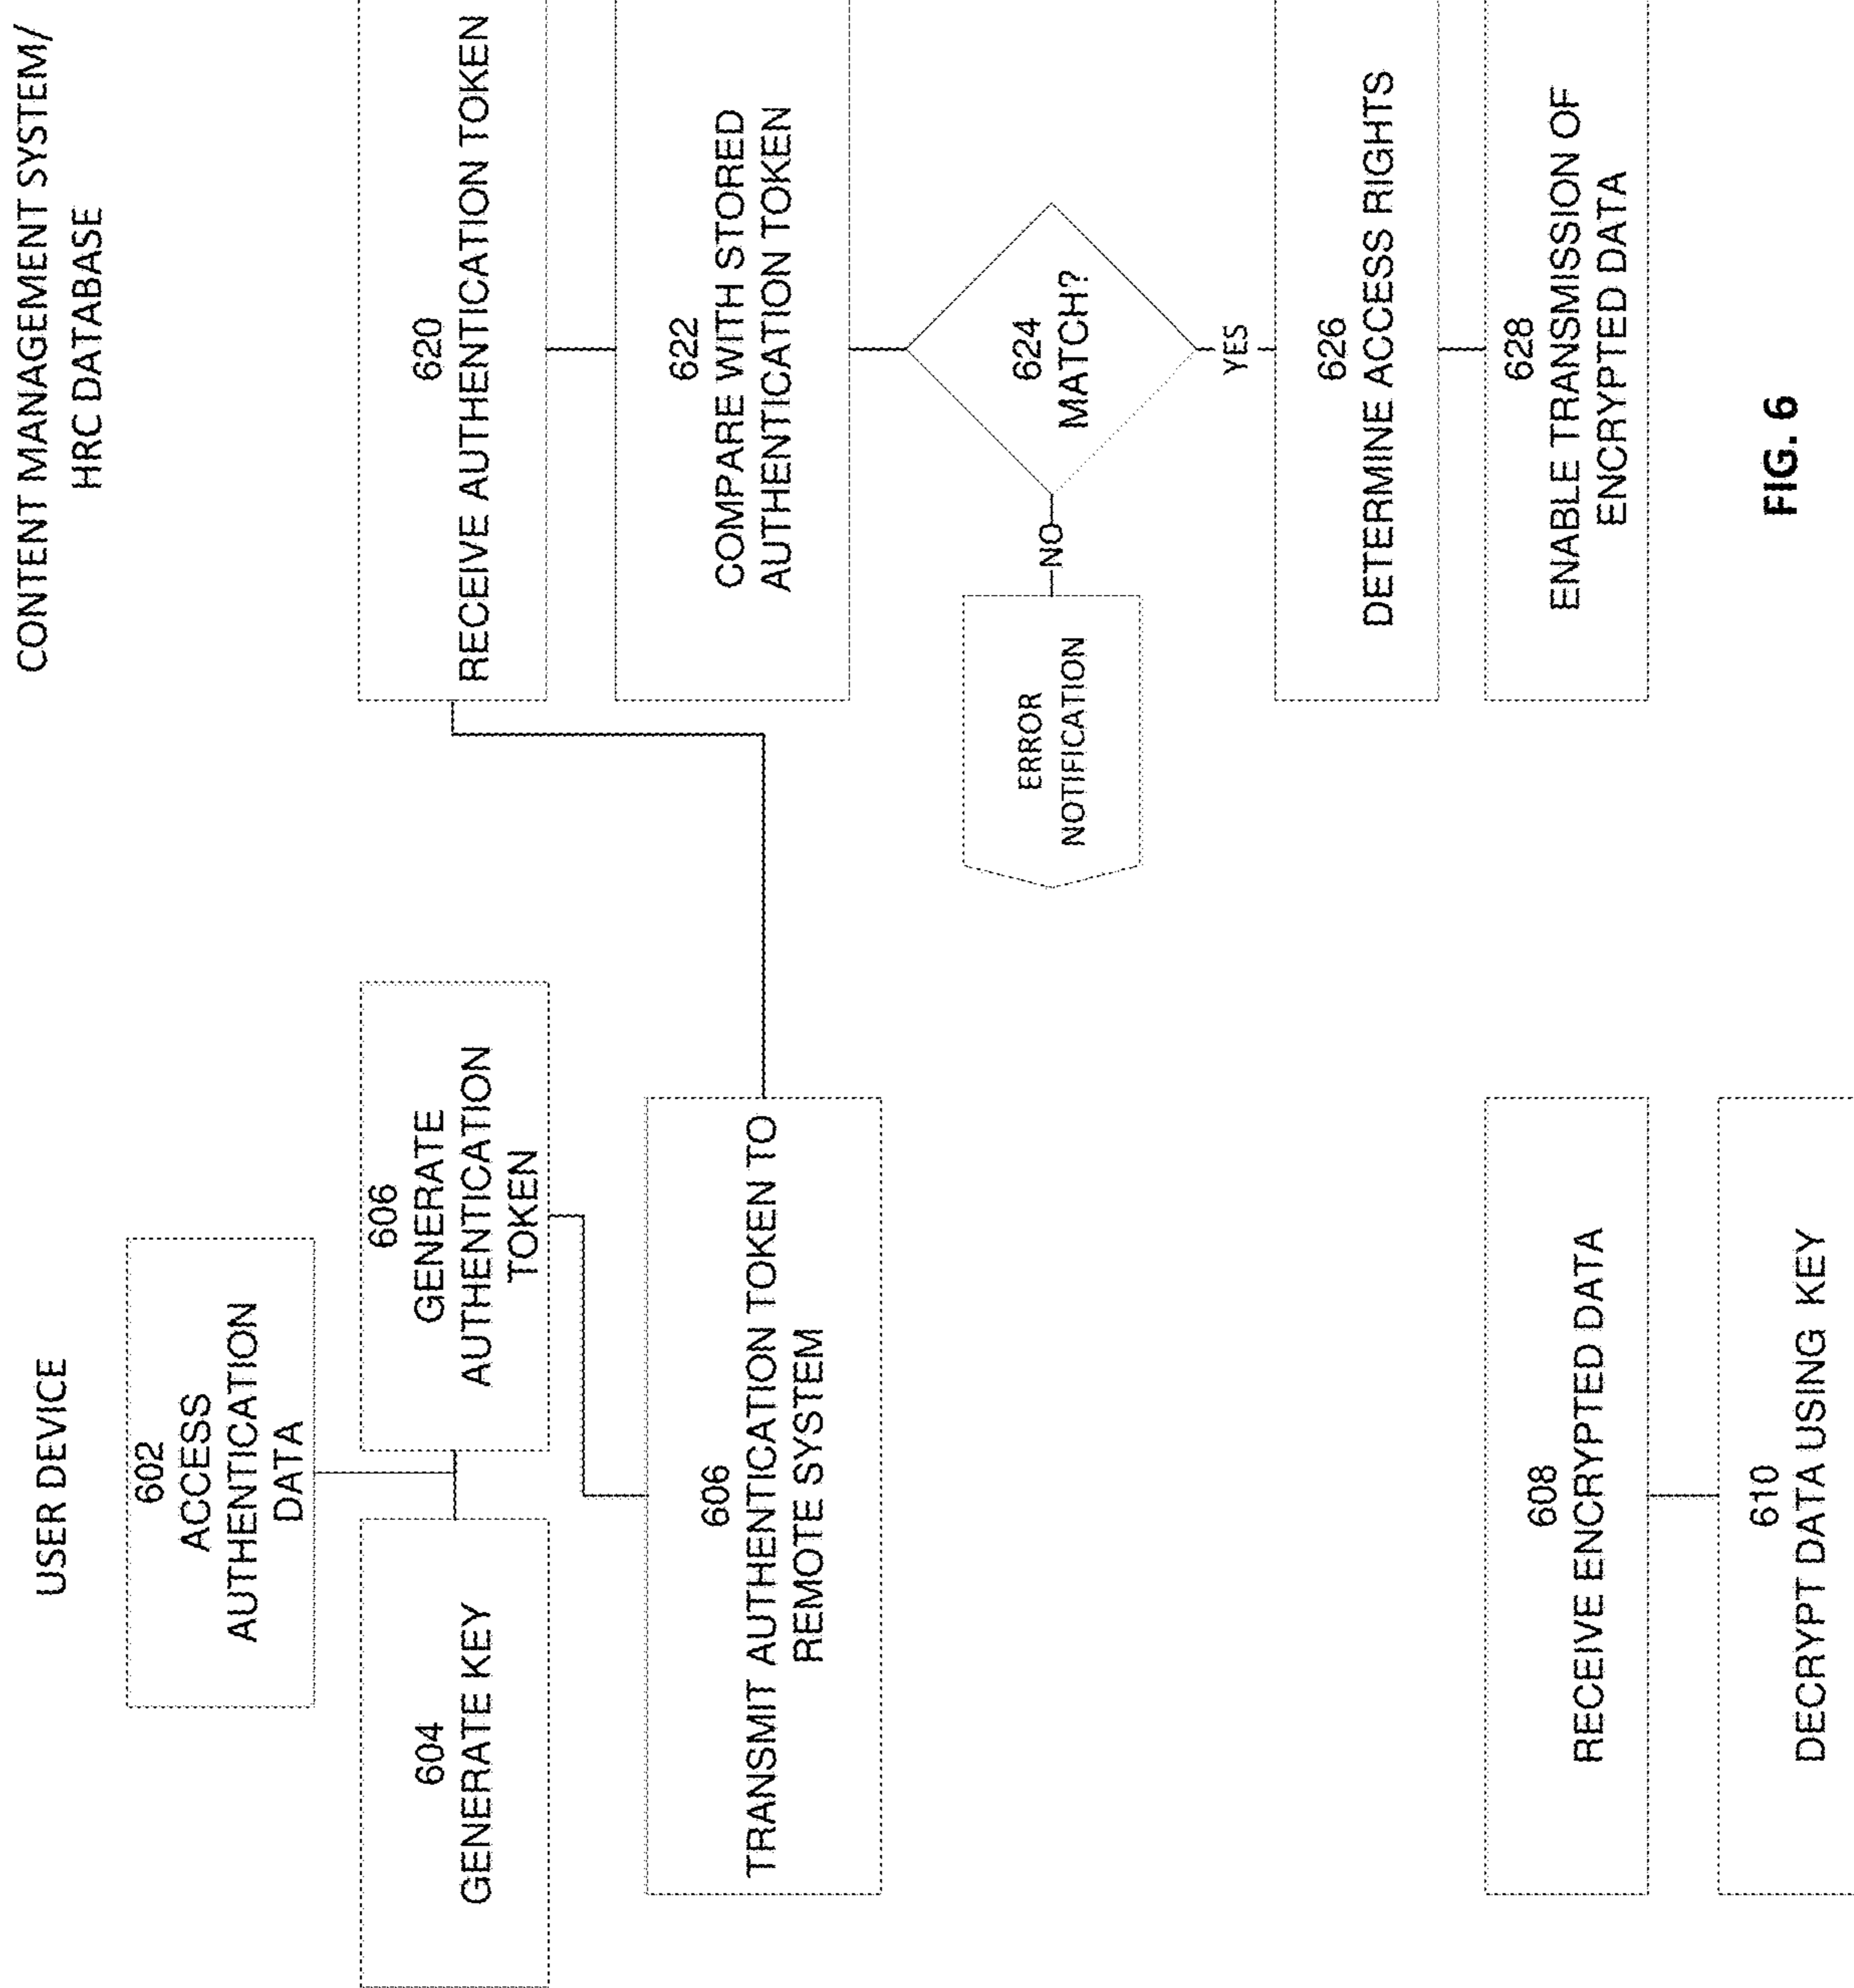 USER DEVICE
602
ACCESS
AUTHENTICATION
DATA
604
GENERATE KEY
606
GENERATE
AUTHENTICATION
TOKEN
606
TRANSMIT AUTHENTICATION TOKEN TO
REMOTE SYSTEM
608
RECEIVE ENCRYPTED DATA
610
DECRYPT DATA USING KEY
CONTENT MANAGEMENT SYSTEM/
HRC DATABASE
620
RECEIVE AUTHENTICATION TOKEN
622
COMPARE WITH STORED
AUTHENTICATION TOKEN
624
MATCH?
NO
ERROR
NOTIFICATION
YES
626
DETERMINE ACCESS RIGHTS
628
ENABLE TRANSMISSION OF
ENCRYPTED DATA
FIG. 6